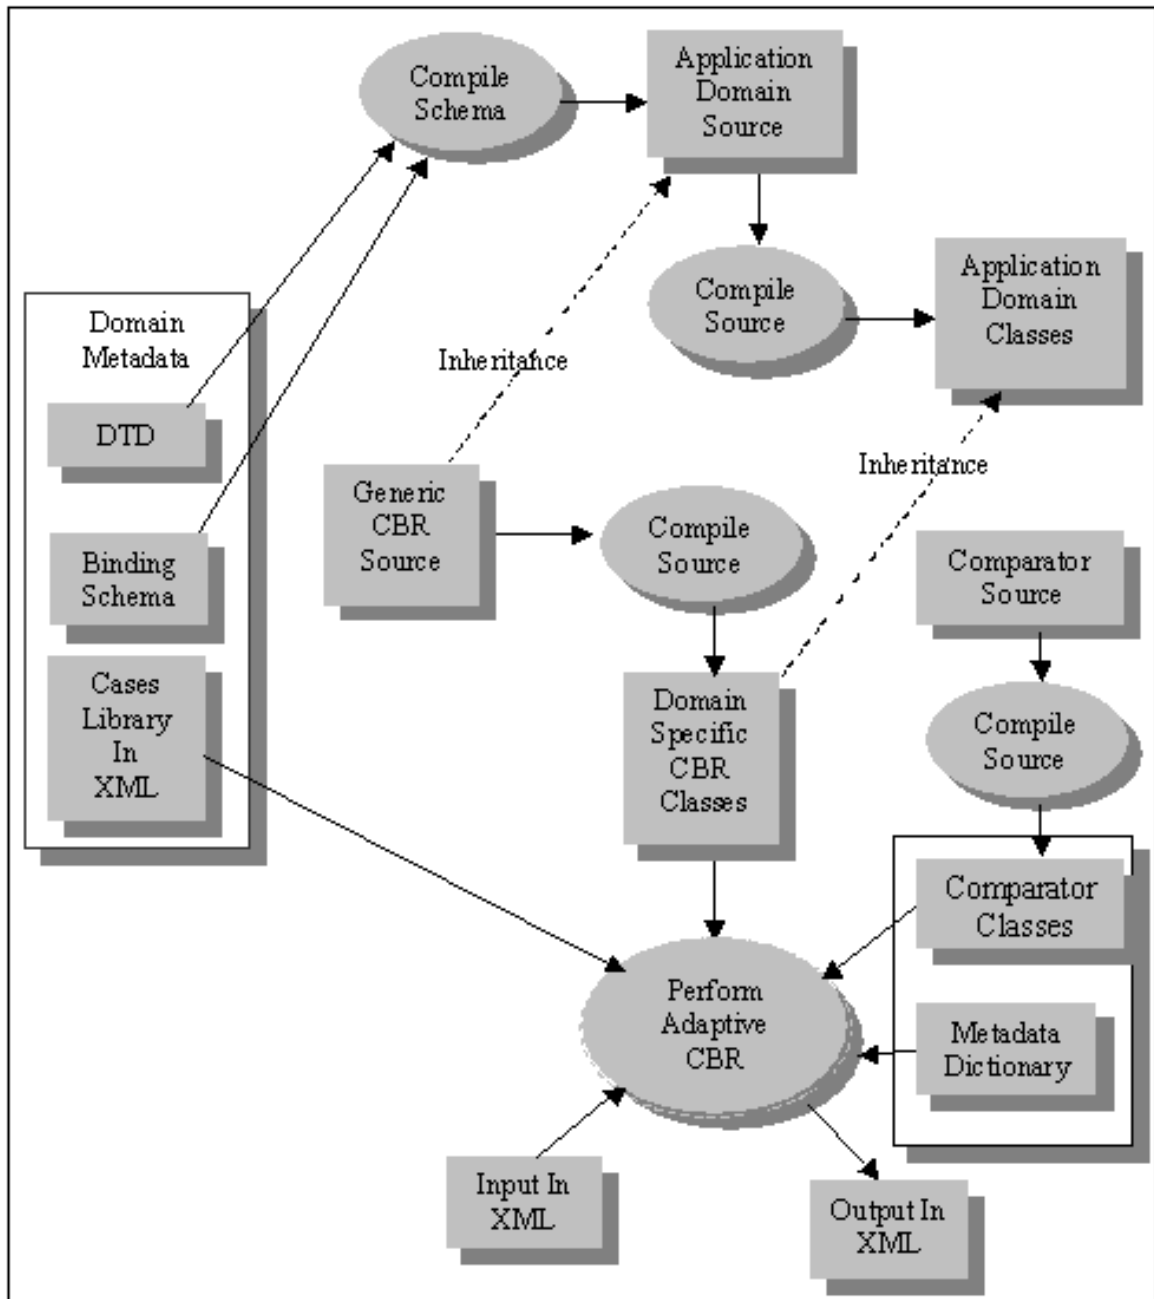 Compile
Schema
Application
Domain
Source
Compile
Source
Application
Domain
Classes
Domain
Metadata
DTD
Binding
Schema
Cases
Library
In
XML
Inheritance
Generic
CBR
Source
Compile
Source
Inheritance
Comparator
Source
Domain
Specific
CBR
Classes
Compile
Source
Comparator
Classes
Perform
Adaptive
CBR
Metadata
Dictionary
Input In
XML
Output In
XML